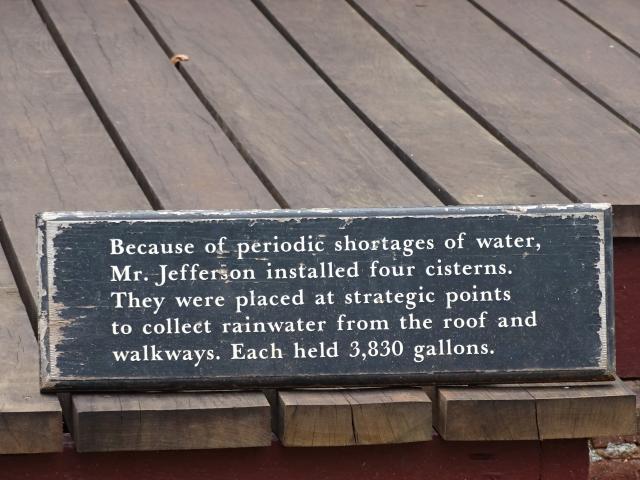 Because of periodic shortages of water,
Mr. Jefferson installed four cisterns.
They were placed at strategic points
to collect rainwater from the roof and
walkways. Each held 3,830 gallons.